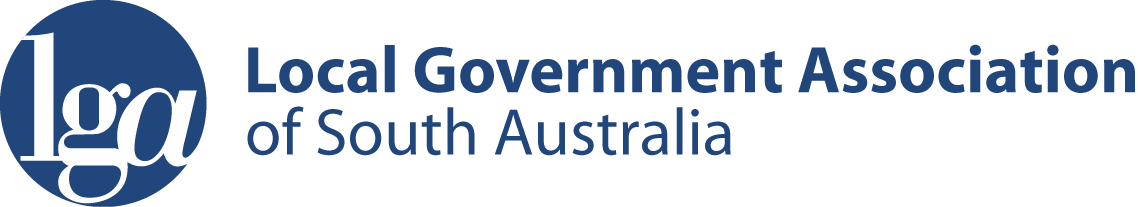 lga
Local Government Association
of South Australia